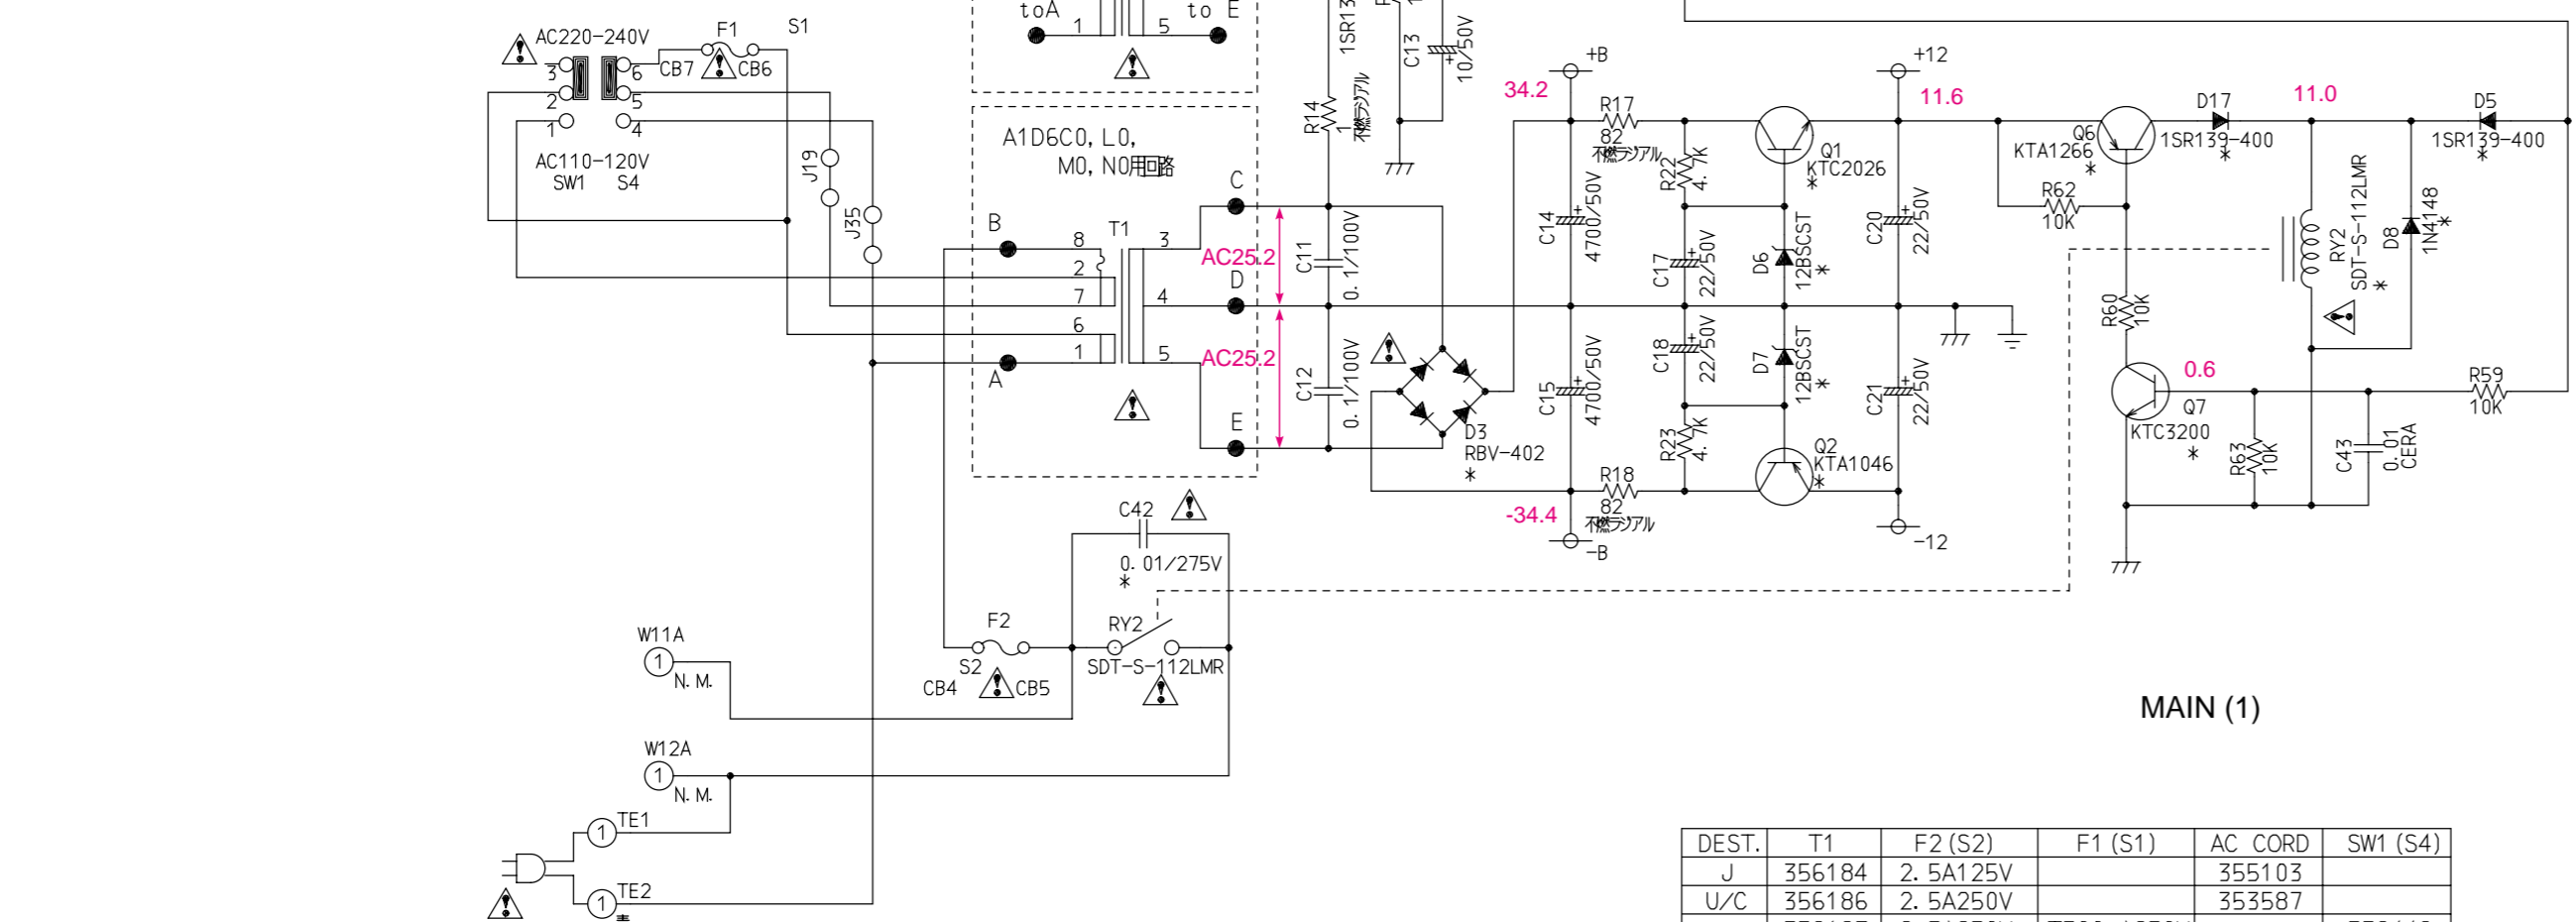 toA
1
5
to E
1SR13
C13
10/50V
AC220-240V
F1
S1
3
6
CB7
CB6
2
5
1
4
AC110-120V
SW1
S4
J19
J35
A1D6C0, L0,
M0, N0用回路
R14
1
不燃ラジアル
B
8
2
7
6
1
A
T1
3
4
5
C
D
E
AC25.2
AC25.2
C11
0.1/100V
C12
0.1/100V
D3
RBV-402
*
34.2
+B
R17
82
不燃ラジアル
C14
4700/50V
C15
4700/50V
-34.4
-B
R18
82
不燃ラジアル
R22
4.7K
C17
22/50V
C18
22/50V
R23
4.7K
Q1
KTC2026
*
D6
12BSCST
*
D7
12BSCST
*
Q2
KTA1046
*
+12
11.6
C20
22/50V
C21
22/50V
-12
Q6
KTA1266
*
R62
10K
R60
10K
D17
1SR139-400
*
11.0
D5
1SR139-400
*
RY2
SDT-S-112LMR
*
D8
1N4148
*
0.6
Q7
KTC3200
*
R63
10K
C43
0.01
CERA
R59
10K
C42
0.01/275V
*
F2
S2
CB4
CB5
RY2
SDT-S-112LMR
W11A
1
N.M.
W12A
1
N.M.
TE1
1
TE2
1
MAIN (1)
DEST. T1 F2(S2) F1(S1) AC CORD SW1(S4)
J 356184 2.5A125V 355103
U/C 356186 2.5A250V 353587